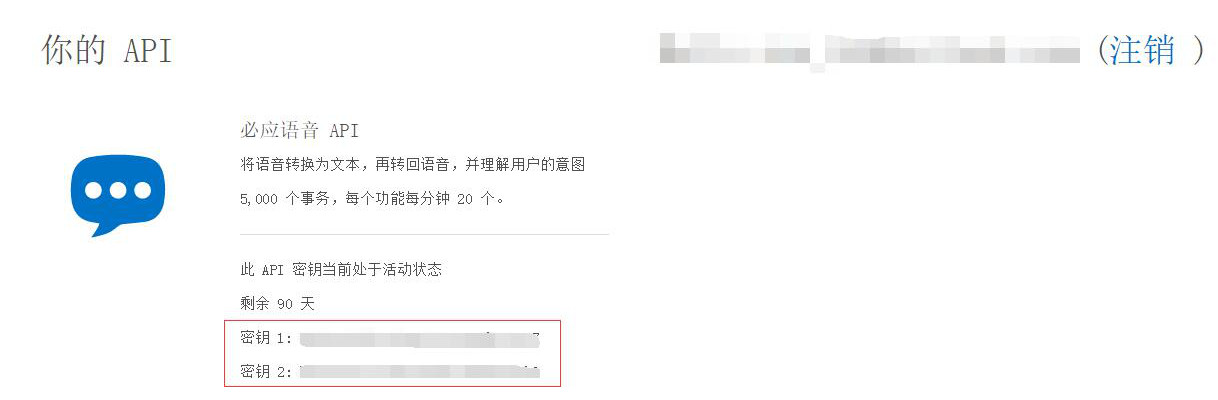 你的 API
(注销 )
必应语音 API
将语音转换为文本，再转回语音，并理解用户的意图
5,000 个事务，每个功能每分钟 20 个。
此 API 密钥当前处于活动状态
剩余 90 天
密钥 1:
密钥 2: